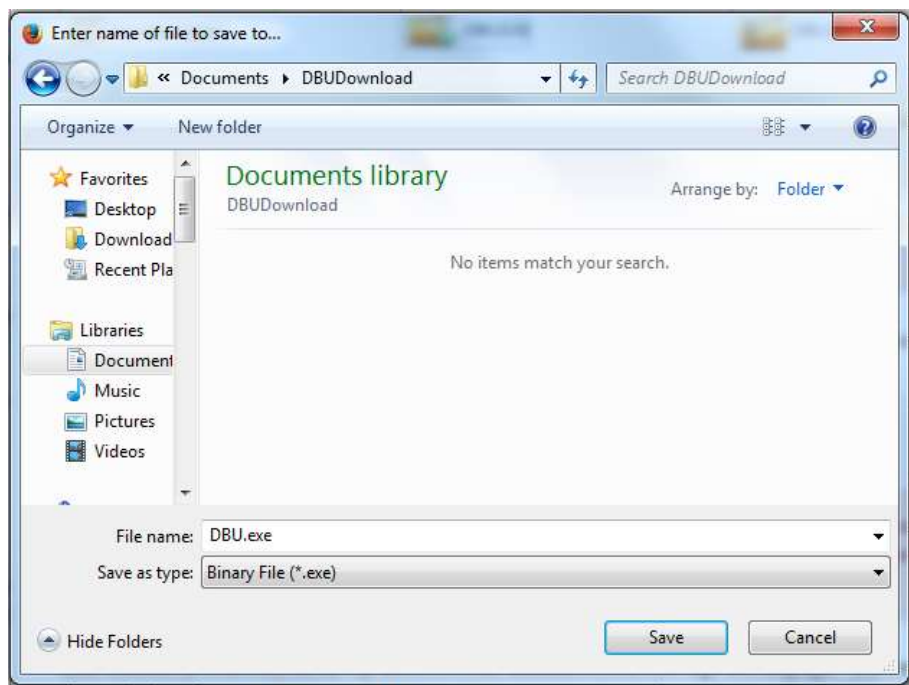 Enter name of file to save to...
« Documents DBUDownload
Search DBUDownload
Organize
New folder
Favorites
Desktop
Download
Recent Pla
Libraries
Document
Music
Pictures
Videos
Documents library
DBUDownload
Arrange by: Folder
No items match your search.
File name: DBU.exe
Save as type: Binary File (*.exe)
Hide Folders
Save
Cancel